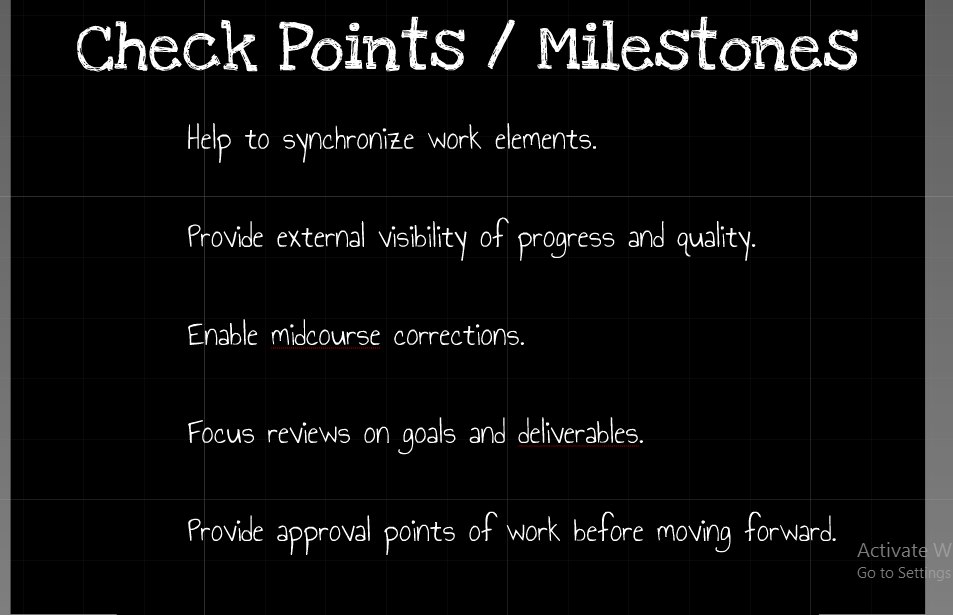 Check Points / Milestones
Help to synchronize work elements.
Provide external visibility of progress and quality.
Enable midcourse corrections.
Focus reviews on goals and deliverables.
Provide approval points of work before moving forward.
Activate W
Go to Settings